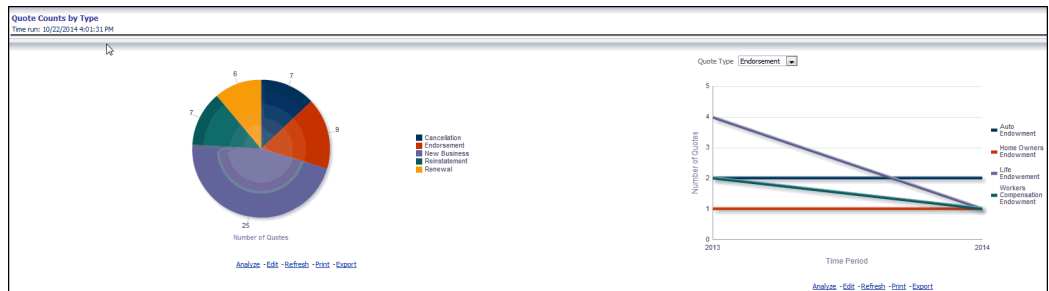 Quote Counts by Type
Time run: 10/22/2014 4:01:31 PM
6
7
7
9
25
Number of Quotes
Cancellation
Endorsement
New Business
Reinstatement
Renewal
Analyze - Edit - Refresh - Print - Export
Quote Type Endorsement
5
4
3
2
1
0
Number of Quotes
2013
2014
Time Period
Auto
Endowment
Home Owners
Endowment
Life
Endowement
Workers
Compensation
Endowment
Analyze - Edit - Refresh - Print - Export